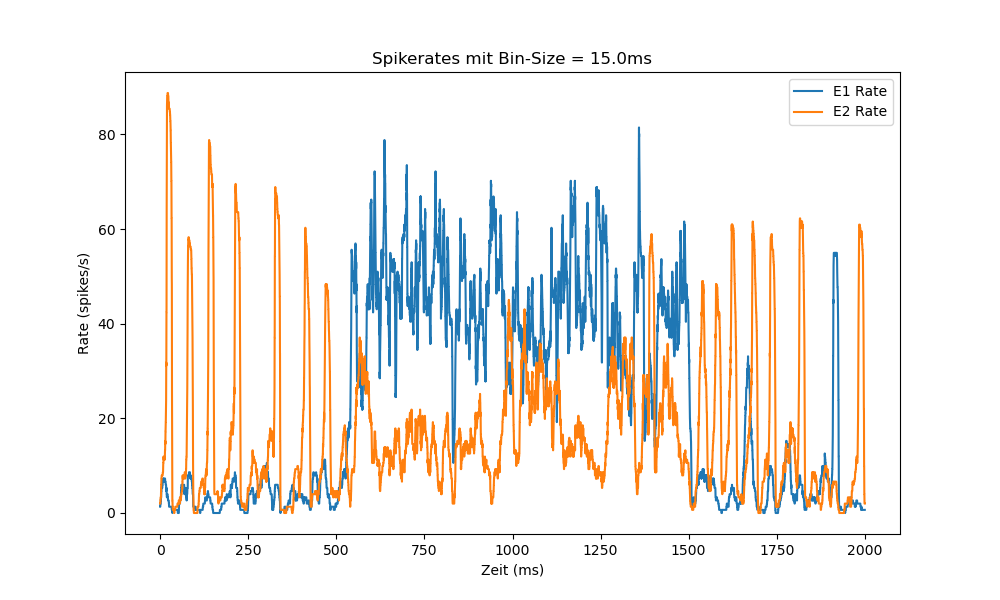 Spikerates mit Bin-Size = 15.0ms
E1 Rate
E2 Rate
Rate (spikes/s)
80
60
40
20
0
0 250 500 750 1000 1250 1500 1750 2000
Zeit (ms)